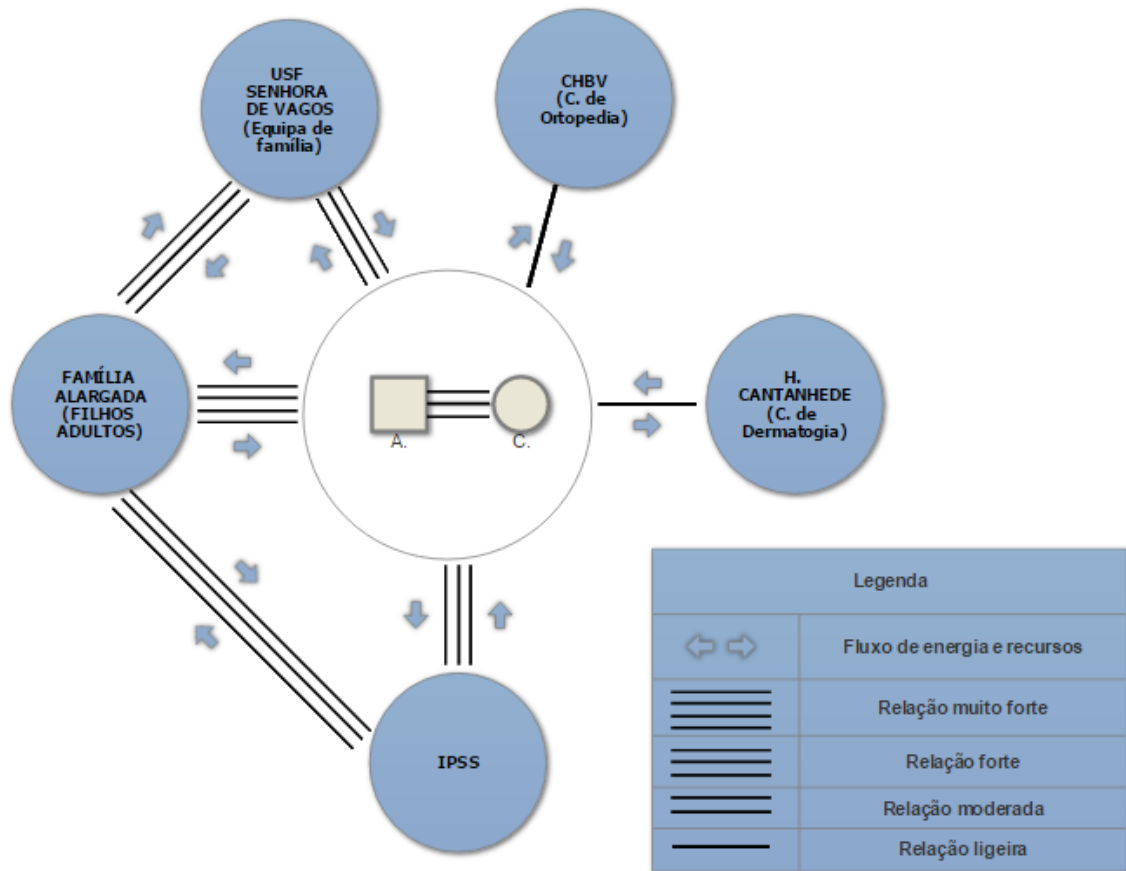 USF
SENHORA
DE VAGOS
(Equipa de
família)
CHBV
(C. de
Ortopedia)
FAMÍLIA
ALARGADA
(FILHOS
ADULTOS)
A.
C.
H.
CANTANHEDE
(C. de
Dermatogia)
IPSS
Legenda
Fluxo de energia e recursos
Relação muito forte
Relação forte
Relação moderada
Relação ligeira